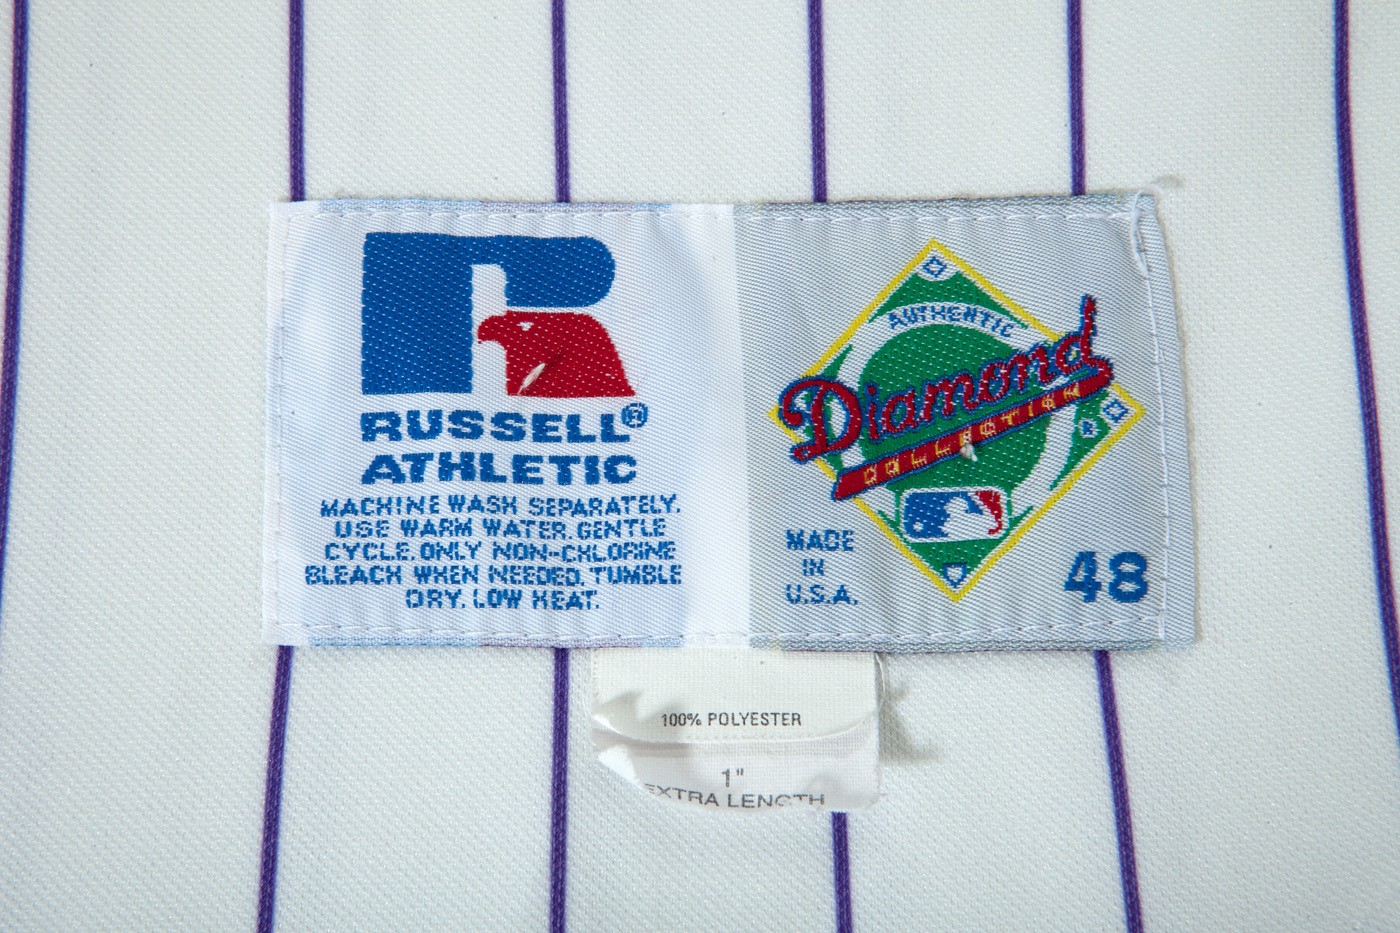 RUSSELL®
ATHLETIC
MACHINE WASH SEPARATELY.
USE WARM WATER. GENTLE
CYCLE. ONLY NON-CHLORINE
BLEACH WHEN NEEDED. TUMBLE
DRY. LOW HEAT.
AUTHENTIC
Diamond
COLLECTION
MADE
IN
U.S.A.
48
100% POLYESTER
1"
EXTRA LENGTH